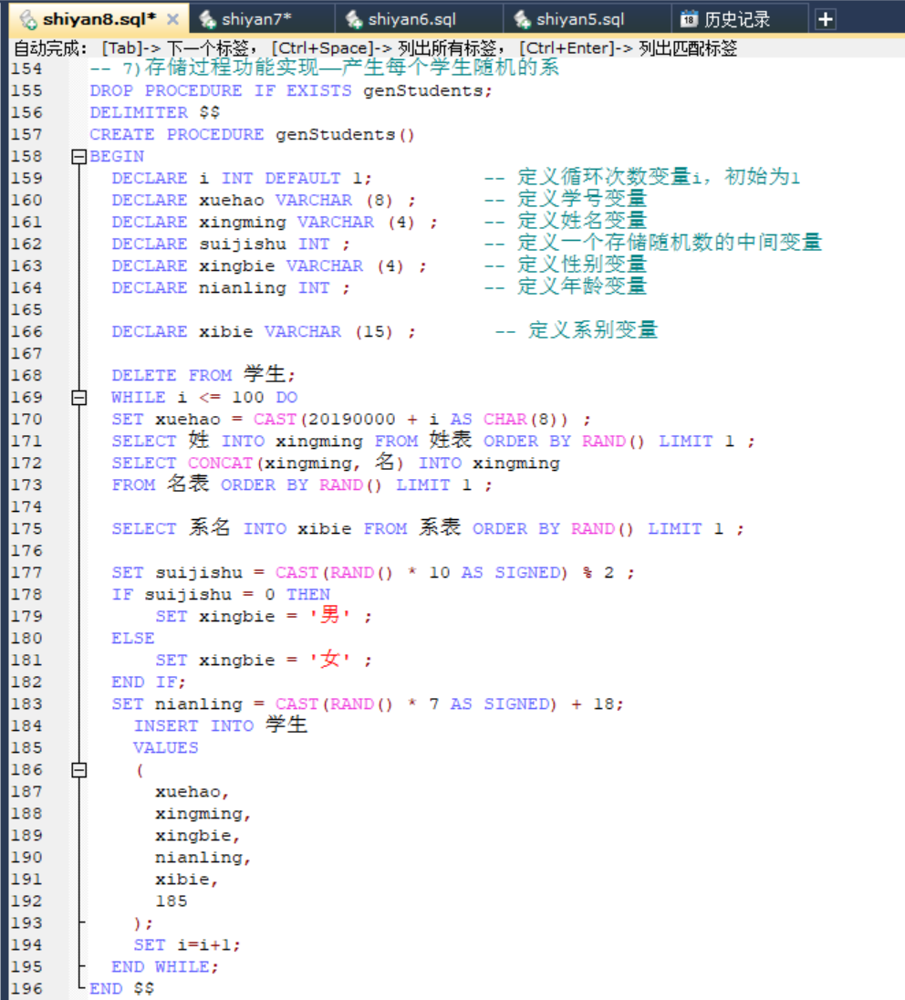 shiyan8.sql* × shiyan7* shiyan6.sql shiyan5.sql 18 历史记录 +
自动完成: [Tab]-> 下一个标签, [Ctrl+Space]-> 列出所有标签, [Ctrl+Enter]-> 列出匹配标签
154 -- 7)存储过程功能实现——产生每个学生随机的系
155 DROP PROCEDURE IF EXISTS genStudents;
156 DELIMITER $$
157 CREATE PROCEDURE genStudents()
158 BEGIN
159 DECLARE i INT DEFAULT 1; -- 定义循环次数变量i，初始为1
160 DECLARE xuehao VARCHAR (8) ; -- 定义学号变量
161 DECLARE xingming VARCHAR (4) ; -- 定义姓名变量
162 DECLARE suijishu INT ; -- 定义一个存储随机数的中间变量
163 DECLARE xingbie VARCHAR (4) ; -- 定义性别变量
164 DECLARE nianling INT ; -- 定义年龄变量
165
166 DECLARE xibie VARCHAR (15) ; -- 定义系别变量
167
168 DELETE FROM 学生;
169 WHILE i <= 100 DO
170 SET xuehao = CAST(20190000 + i AS CHAR(8)) ;
171 SELECT 姓 INTO xingming FROM 姓表 ORDER BY RAND() LIMIT 1 ;
172 SELECT CONCAT(xingming, 名) INTO xingming
173 FROM 名表 ORDER BY RAND() LIMIT 1 ;
174
175 SELECT 系名 INTO xibie FROM 系表 ORDER BY RAND() LIMIT 1 ;
176
177 SET suijishu = CAST(RAND() * 10 AS SIGNED) % 2 ;
178 IF suijishu = 0 THEN
179 SET xingbie = '男' ;
180 ELSE
181 SET xingbie = '女' ;
182 END IF;
183 SET nianling = CAST(RAND() * 7 AS SIGNED) + 18;
184 INSERT INTO 学生
185 VALUES
186 (
187 xuehao,
188 xingming,
189 xingbie,
190 nianling,
191 xibie,
192 185
193 );
194 SET i=i+1;
195 END WHILE;
196 END $$